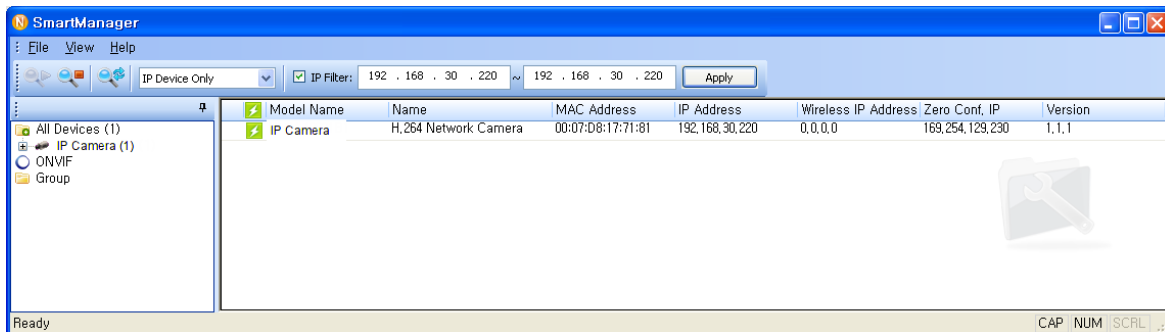 SmartManager
File View Help
IP Device Only IP Filter: 192 . 168 . 30 . 220 ~ 192 . 168 . 30 . 220 Apply
Model Name Name MAC Address IP Address Wireless IP Address Zero Conf, IP Version
All Devices (1)
IP Camera H,264 Network Camera 00:07:D8:17:71:81 192,168,30,220 0,0,0,0 169,254,129,230 1,1,1
IP Camera (1)
ONVIF
Group
Ready CAP NUM SCRL